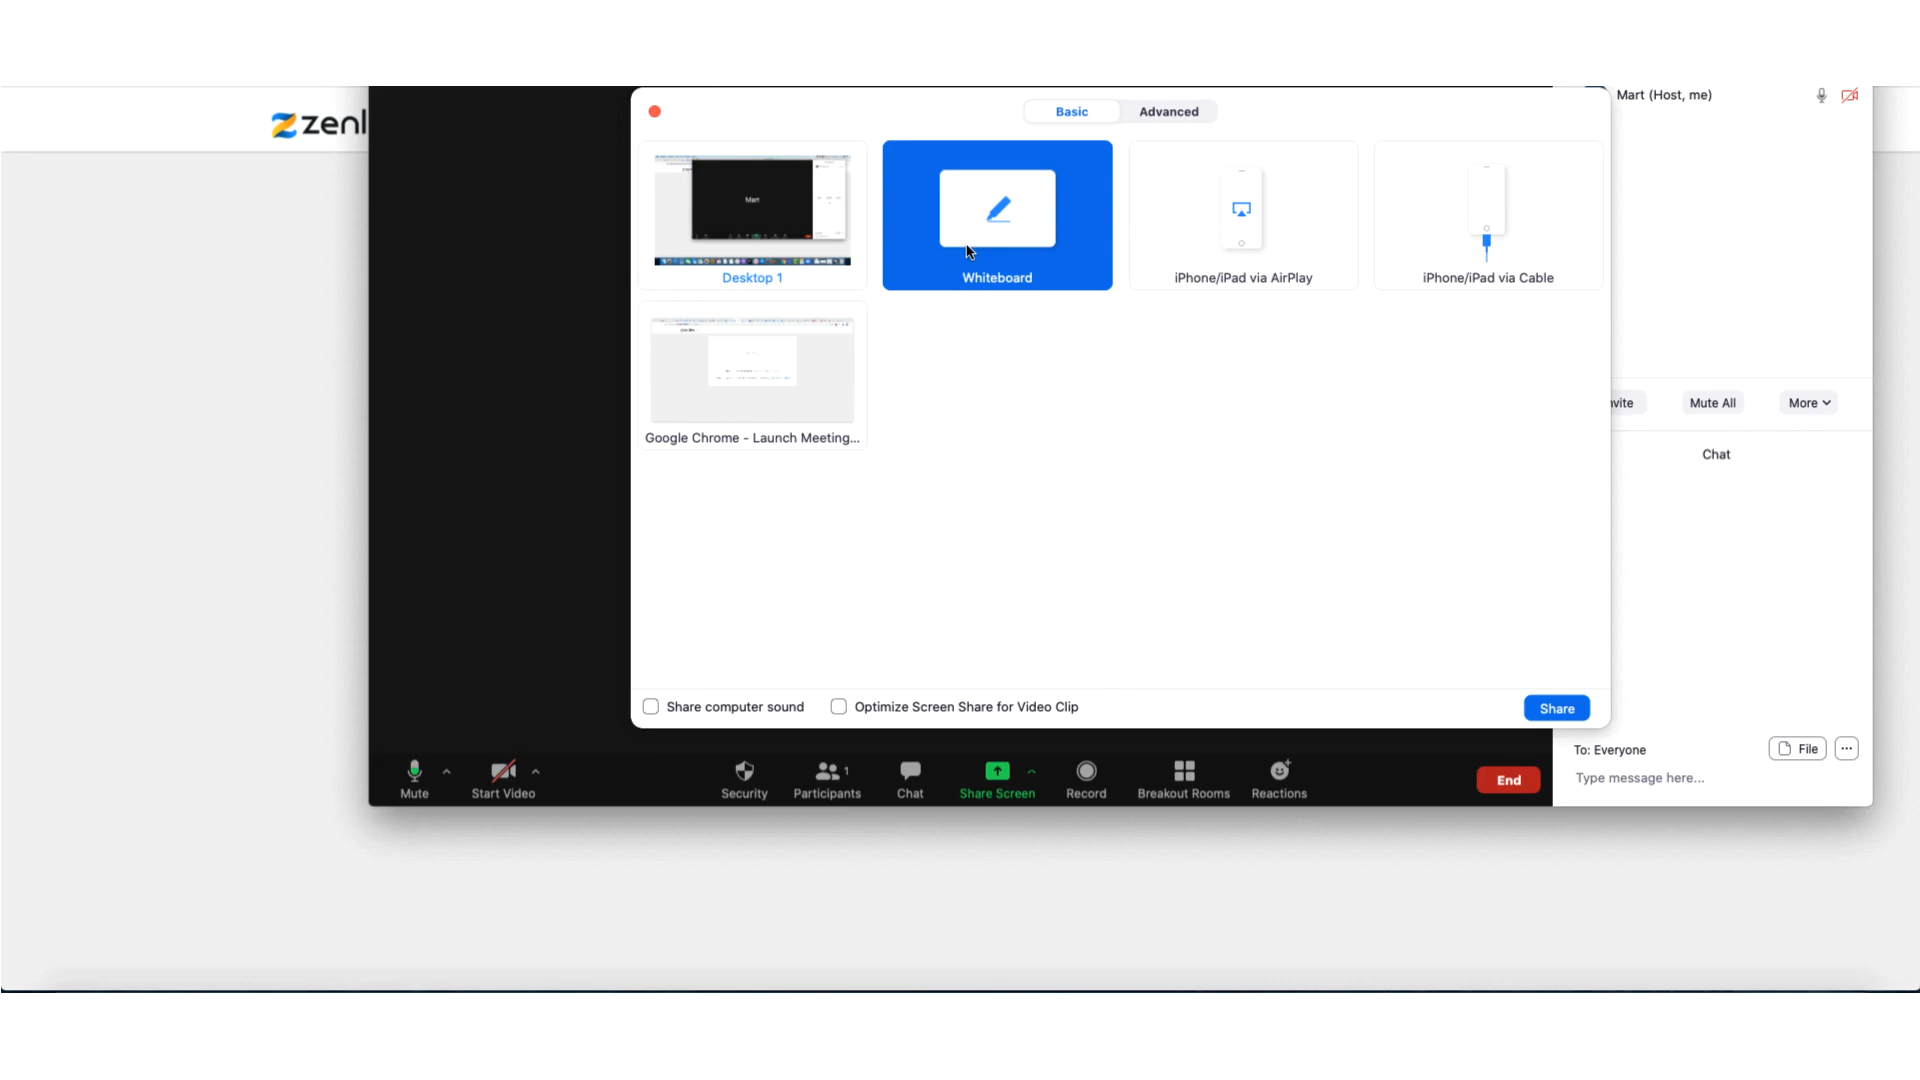 zenl
Basic
Advanced
Mart (Host, me)
Mart
Desktop 1
Whiteboard
iPhone/iPad via AirPlay
iPhone/iPad via Cable
Google Chrome - Launch Meeting...
vite
Mute All
More
Chat
Share computer sound
Optimize Screen Share for Video Clip
Share
To: Everyone
File
Type message here...
Mute
Start Video
Security
Participants
1
Chat
Share Screen
Record
Breakout Rooms
Reactions
End